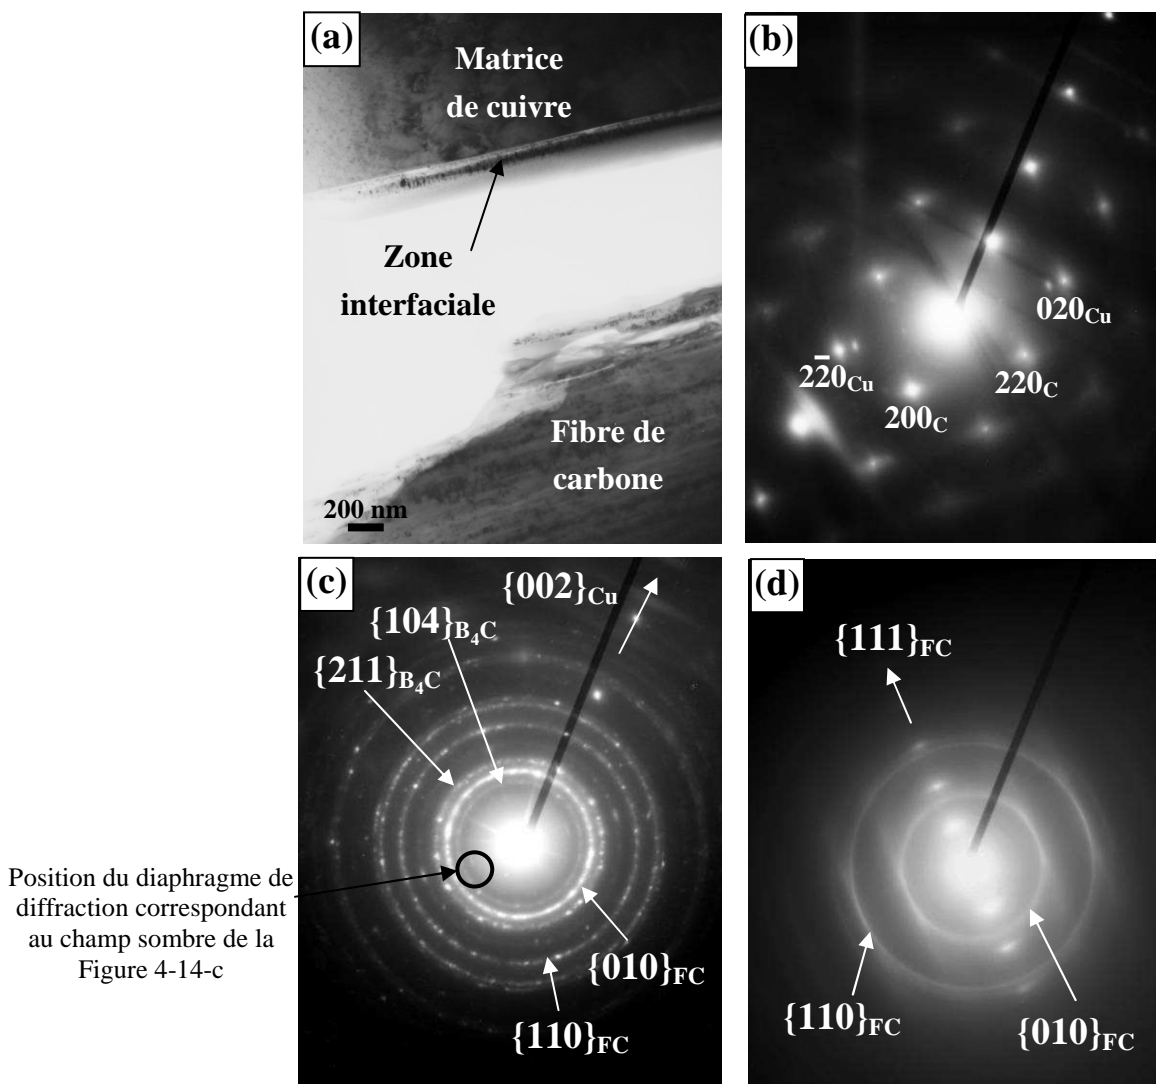 (a)
Matrice
de cuivre
Zone
interfaciale
Fibre de
carbone
200 nm
(b)
020Cu
22̅0Cu
220C
200C
(c)
{002}Cu
{104}B4C
{211}B4C
{010}FC
{110}FC
Position du diaphragme de
diffraction correspondant
au champ sombre de la
Figure 4-14-c
(d)
{111}FC
{110}FC
{010}FC